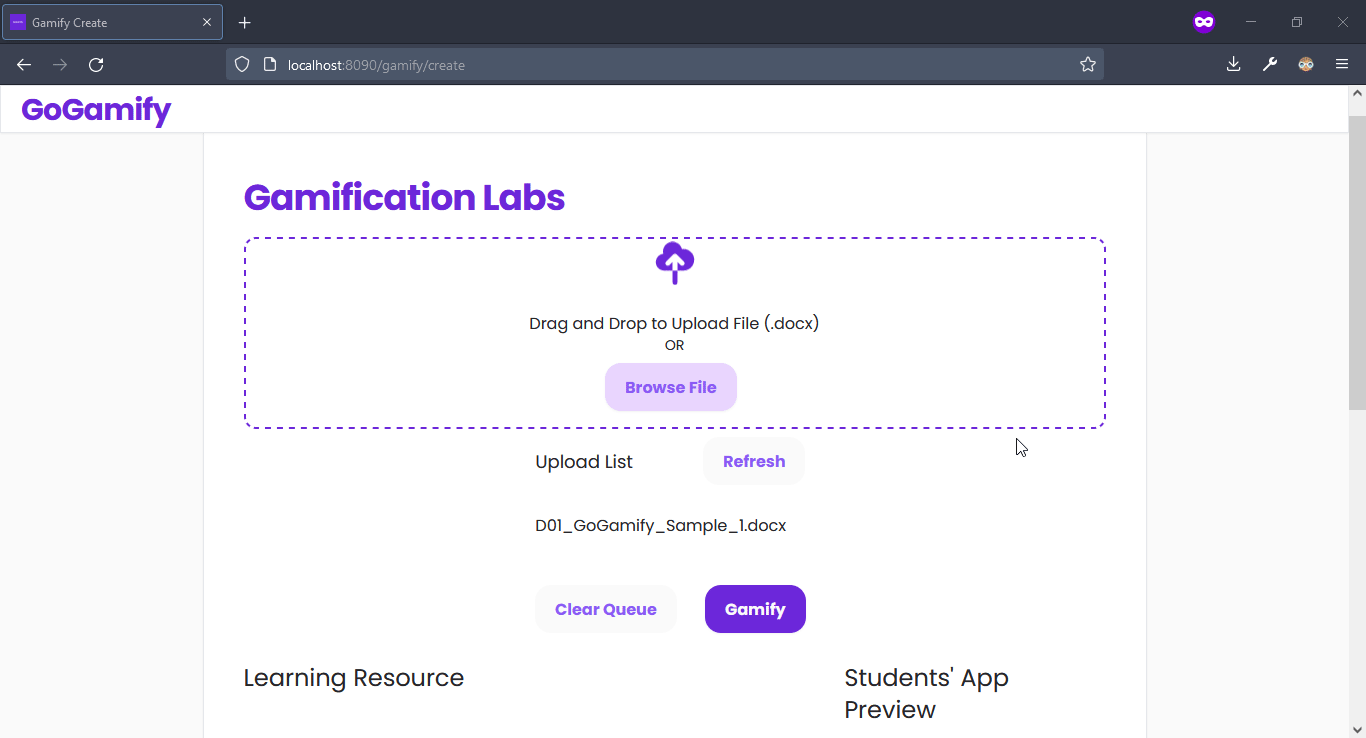 Gamify Create
localhost:8090/gamify/create
GoGamify
Gamification Labs
Drag and Drop to Upload File (.docx)
OR
Browse File
Upload List
Refresh
D01_GoGamify_Sample_1.docx
Clear Queue
Gamify
Learning Resource
Students' App
Preview